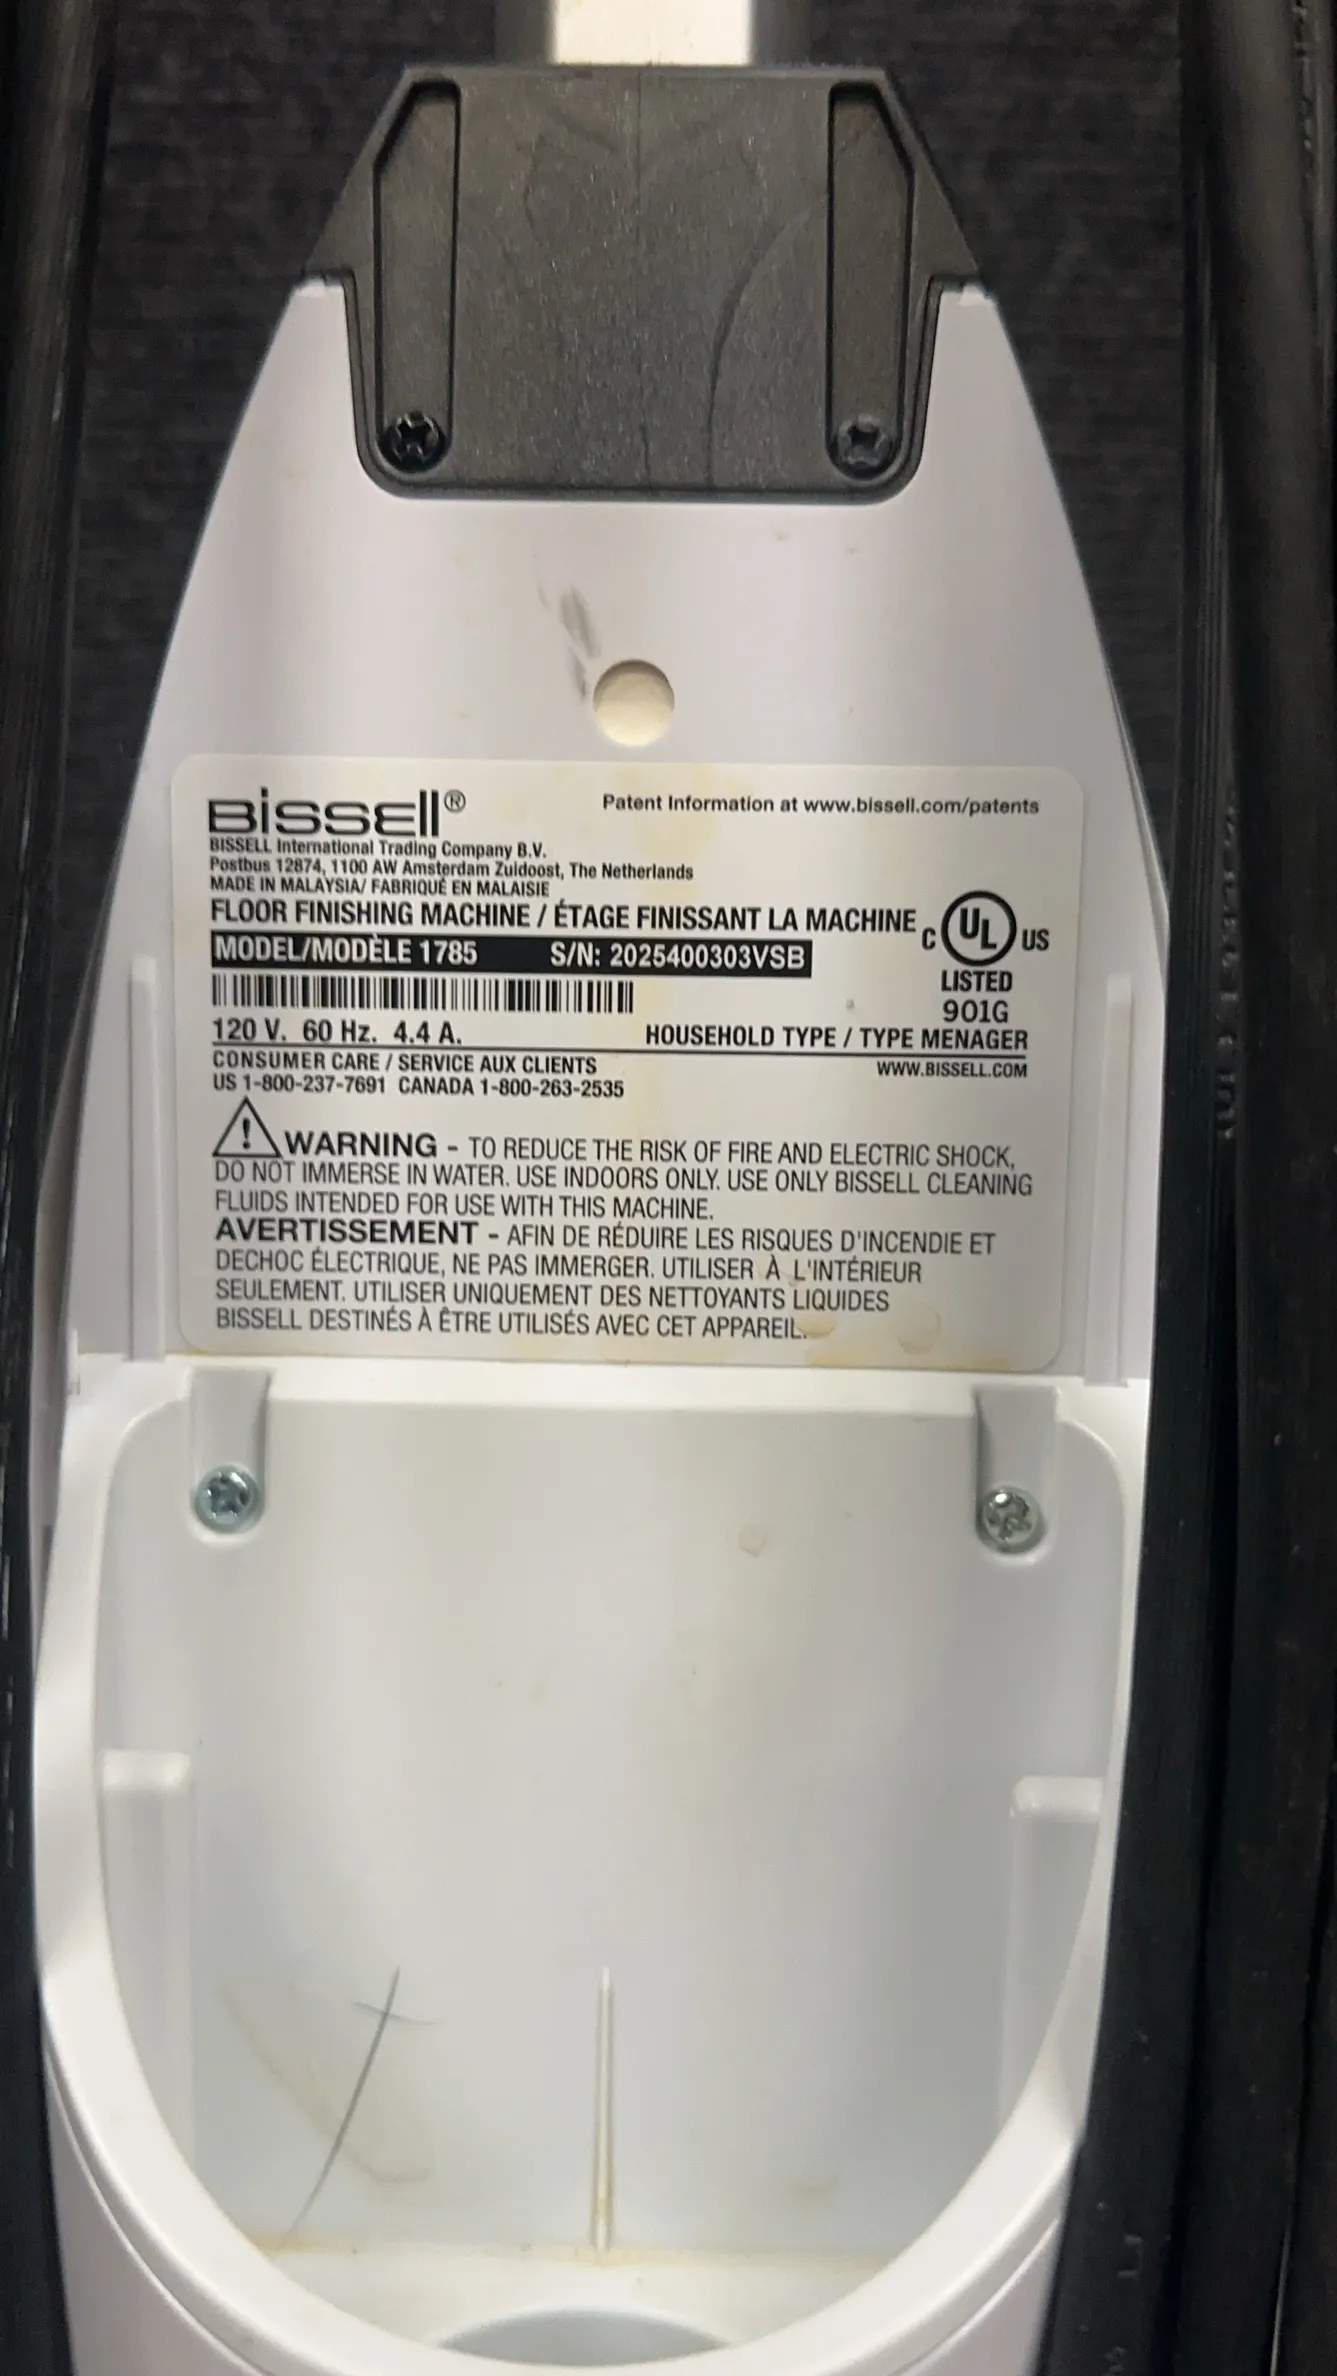 BISSELL®
Patent Information at www.bissell.com/patents
BISSELL International Trading Company B.V.
Postbus 12874, 1100 AW Amsterdam Zuidoost, The Netherlands
MADE IN MALAYSIA/ FABRIQUÉ EN MALAISIE
FLOOR FINISHING MACHINE / ÉTAGE FINISSANT LA MACHINE
C UL US
LISTED
901G
MODEL/MODÈLE 1785 S/N: 2025400303VSB
120 V. 60 Hz. 4.4 A.
HOUSEHOLD TYPE / TYPE MENAGER
CONSUMER CARE / SERVICE AUX CLIENTS
WWW.BISSELL.COM
US 1-800-237-7691 CANADA 1-800-263-2535
! WARNING - TO REDUCE THE RISK OF FIRE AND ELECTRIC SHOCK,
DO NOT IMMERSE IN WATER. USE INDOORS ONLY. USE ONLY BISSELL CLEANING
FLUIDS INTENDED FOR USE WITH THIS MACHINE.
AVERTISSEMENT - AFIN DE RÉDUIRE LES RISQUES D'INCENDIE ET
DECHOC ÉLECTRIQUE, NE PAS IMMERGER. UTILISER À L'INTÉRIEUR
SEULEMENT. UTILISER UNIQUEMENT DES NETTOYANTS LIQUIDES
BISSELL DESTINÉS À ÊTRE UTILISÉS AVEC CET APPAREIL.